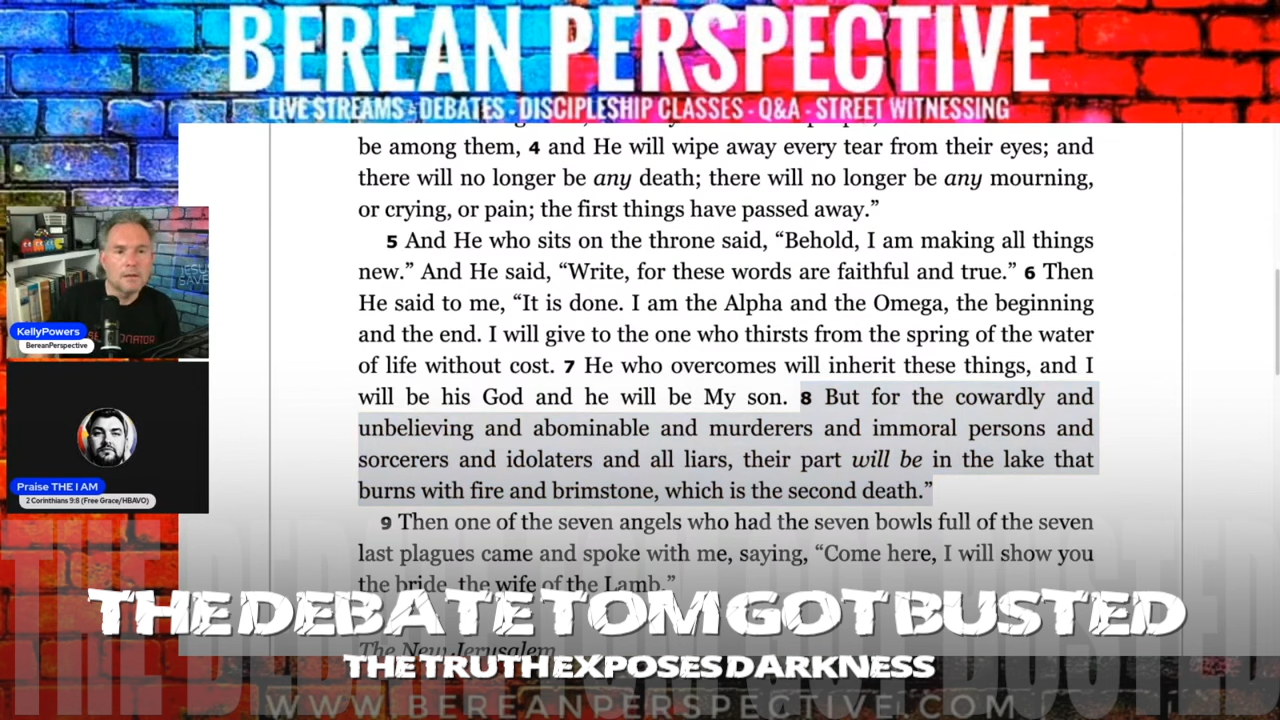 BEREAN PERSPECTIVE
LIVE STREAMS - DEBATES - DISCIPLESHIP CLASSES - Q&A - STREET WITNESSING
be among them, 4 and He will wipe away every tear from their eyes; and
there will no longer be any death; there will no longer be any mourning,
or crying, or pain; the first things have passed away.”
5 And He who sits on the throne said, “Behold, I am making all things
new.” And He said, “Write, for these words are faithful and true.” 6 Then
He said to me, “It is done. I am the Alpha and the Omega, the beginning
and the end. I will give to the one who thirsts from the spring of the water
of life without cost. 7 He who overcomes will inherit these things, and I
will be his God and he will be My son. 8 But for the cowardly and
unbelieving and abominable and murderers and immoral persons and
sorcerers and idolaters and all liars, their part will be in the lake that
burns with fire and brimstone, which is the second death.”
9 Then one of the seven angels who had the seven bowls full of the seven
last plagues came and spoke with me, saying, “Come here, I will show you
the bride, the wife of the Lamb.”
The New Jerusalem
JESUS
SAVES
KellyPowers
BereanPerspective
Praise THE I AM
2 Corinthians 9:8 (Free Grace/HBAVO)
THE DEBATE TOM GOT BUSTED
THE TRUTH EXPOSES DARKNESS
WWW.BEREANPERSPECTIVE.COM